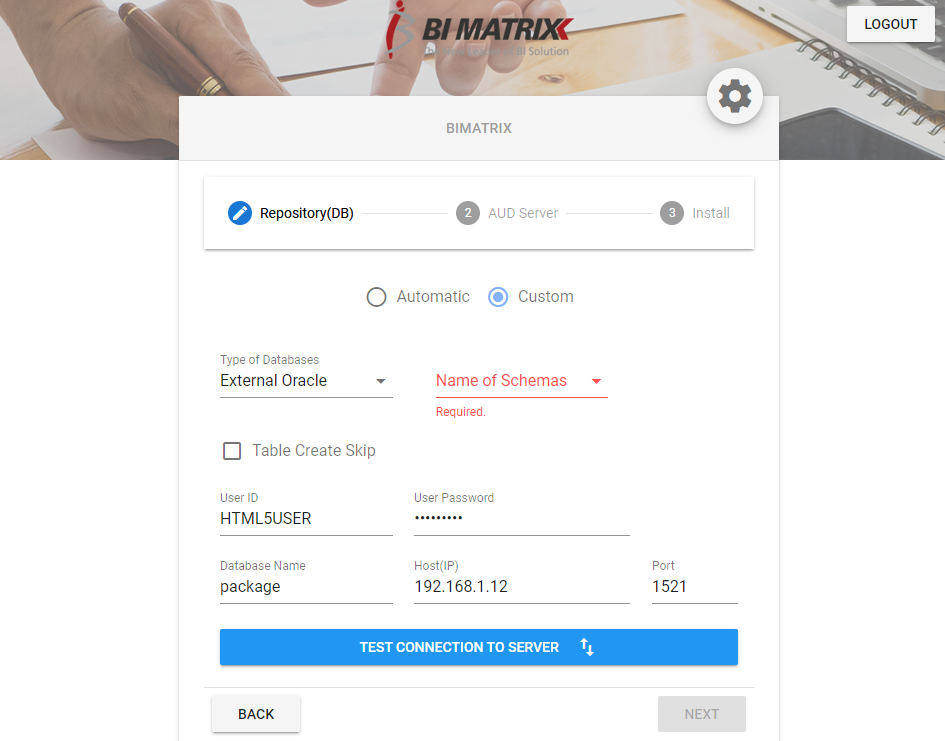 BI MATRIX
BI Solution
LOGOUT
BIMATRIX
Repository(DB)
2
AUD Server
3
Install
Automatic
Custom
Type of Databases
External Oracle
Name of Schemas
Required.
Table Create Skip
User ID
User Password
HTML5USER
•••••••••
Database Name
Host(IP)
Port
package
192.168.1.12
1521
TEST CONNECTION TO SERVER
BACK
NEXT